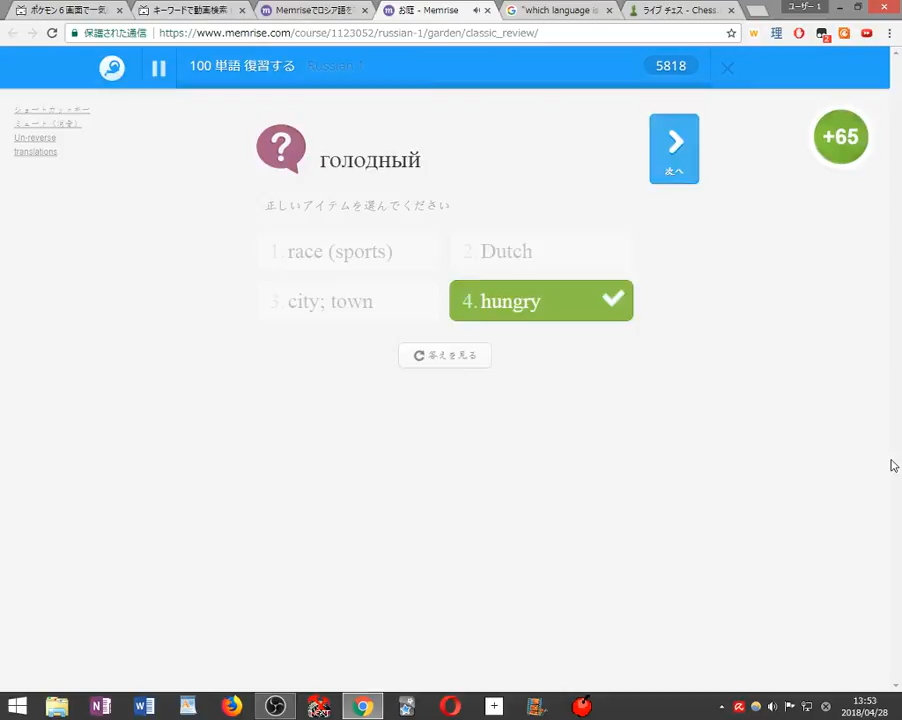 ポケモン6画面で一気
キーワードで動画検索
Memriseでロシア語を
お庭 - Memrise
"which language is
ライブ チェス - Chess.
ユーザー 1
保護された通信
https://www.memrise.com/course/1123052/russian-1/garden/classic_review/
100 単語 復習する Russian 1
5818
Un-reverse
translations
голодный
次へ
+65
正しいアイテムを選んでください
1. race (sports)
2. Dutch
3. city; town
4. hungry
答えを見る
13:53
2018/04/28